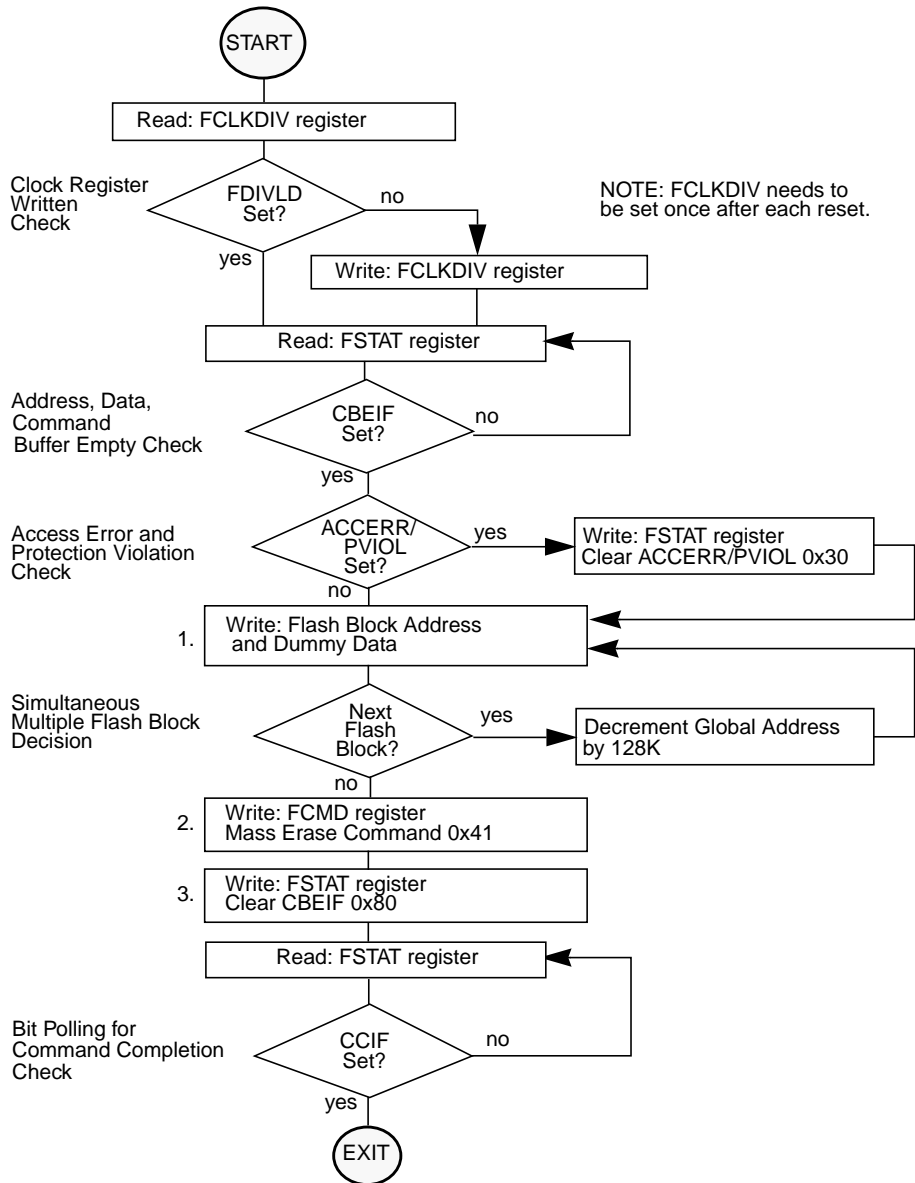 START
Read: FCLKDIV register
Clock Register
Written
Check
FDIVLD
Set?
no
yes
NOTE: FCLKDIV needs to
be set once after each reset.
Write: FCLKDIV register
Read: FSTAT register
Address, Data,
Command
Buffer Empty Check
CBEIF
Set?
no
yes
Access Error and
Protection Violation
Check
ACCERR/
PVIOL
Set?
yes
no
Write: FSTAT register
Clear ACCERR/PVIOL 0x30
1.
Write: Flash Block Address
and Dummy Data
Simultaneous
Multiple Flash Block
Decision
Next
Flash
Block?
yes
no
Decrement Global Address
by 128K
2.
Write: FCMD register
Mass Erase Command 0x41
3.
Write: FSTAT register
Clear CBEIF 0x80
Read: FSTAT register
Bit Polling for
Command Completion
Check
CCIF
Set?
no
yes
EXIT